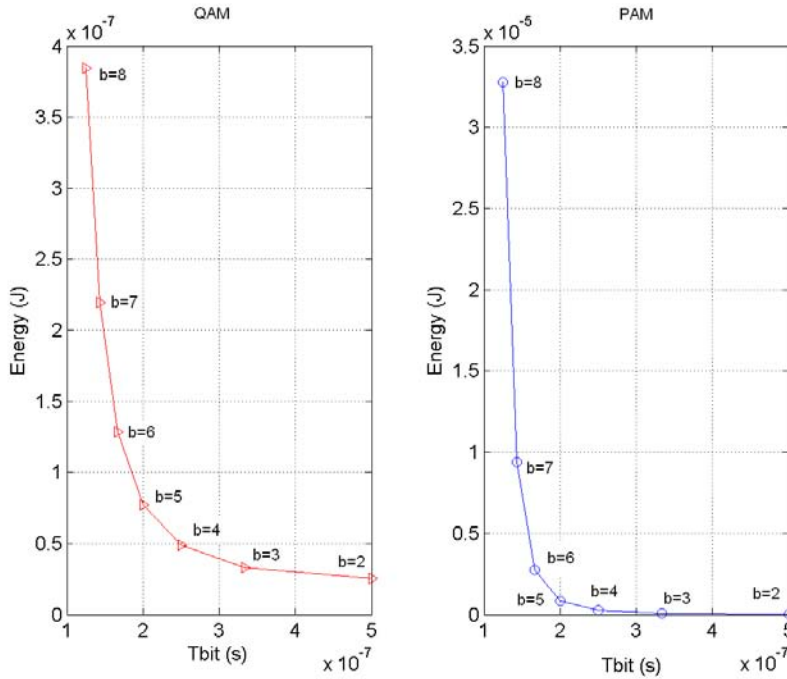 QAM
x 10^-7
4
3.5
3
2.5
2
1.5
1
0.5
0
Energy (J)
b=8
b=7
b=6
b=5
b=4
b=3
b=2
1 2 3 4 5
Tbit (s)
x 10^-7
PAM
x 10^-5
3.5
3
2.5
3
1.5
1
0.5
0
Energy (J)
b=8
b=7
b=6
b=5
b=4
b=3
b=2
1 2 3 4 5
Tbit (s)
x 10^-7